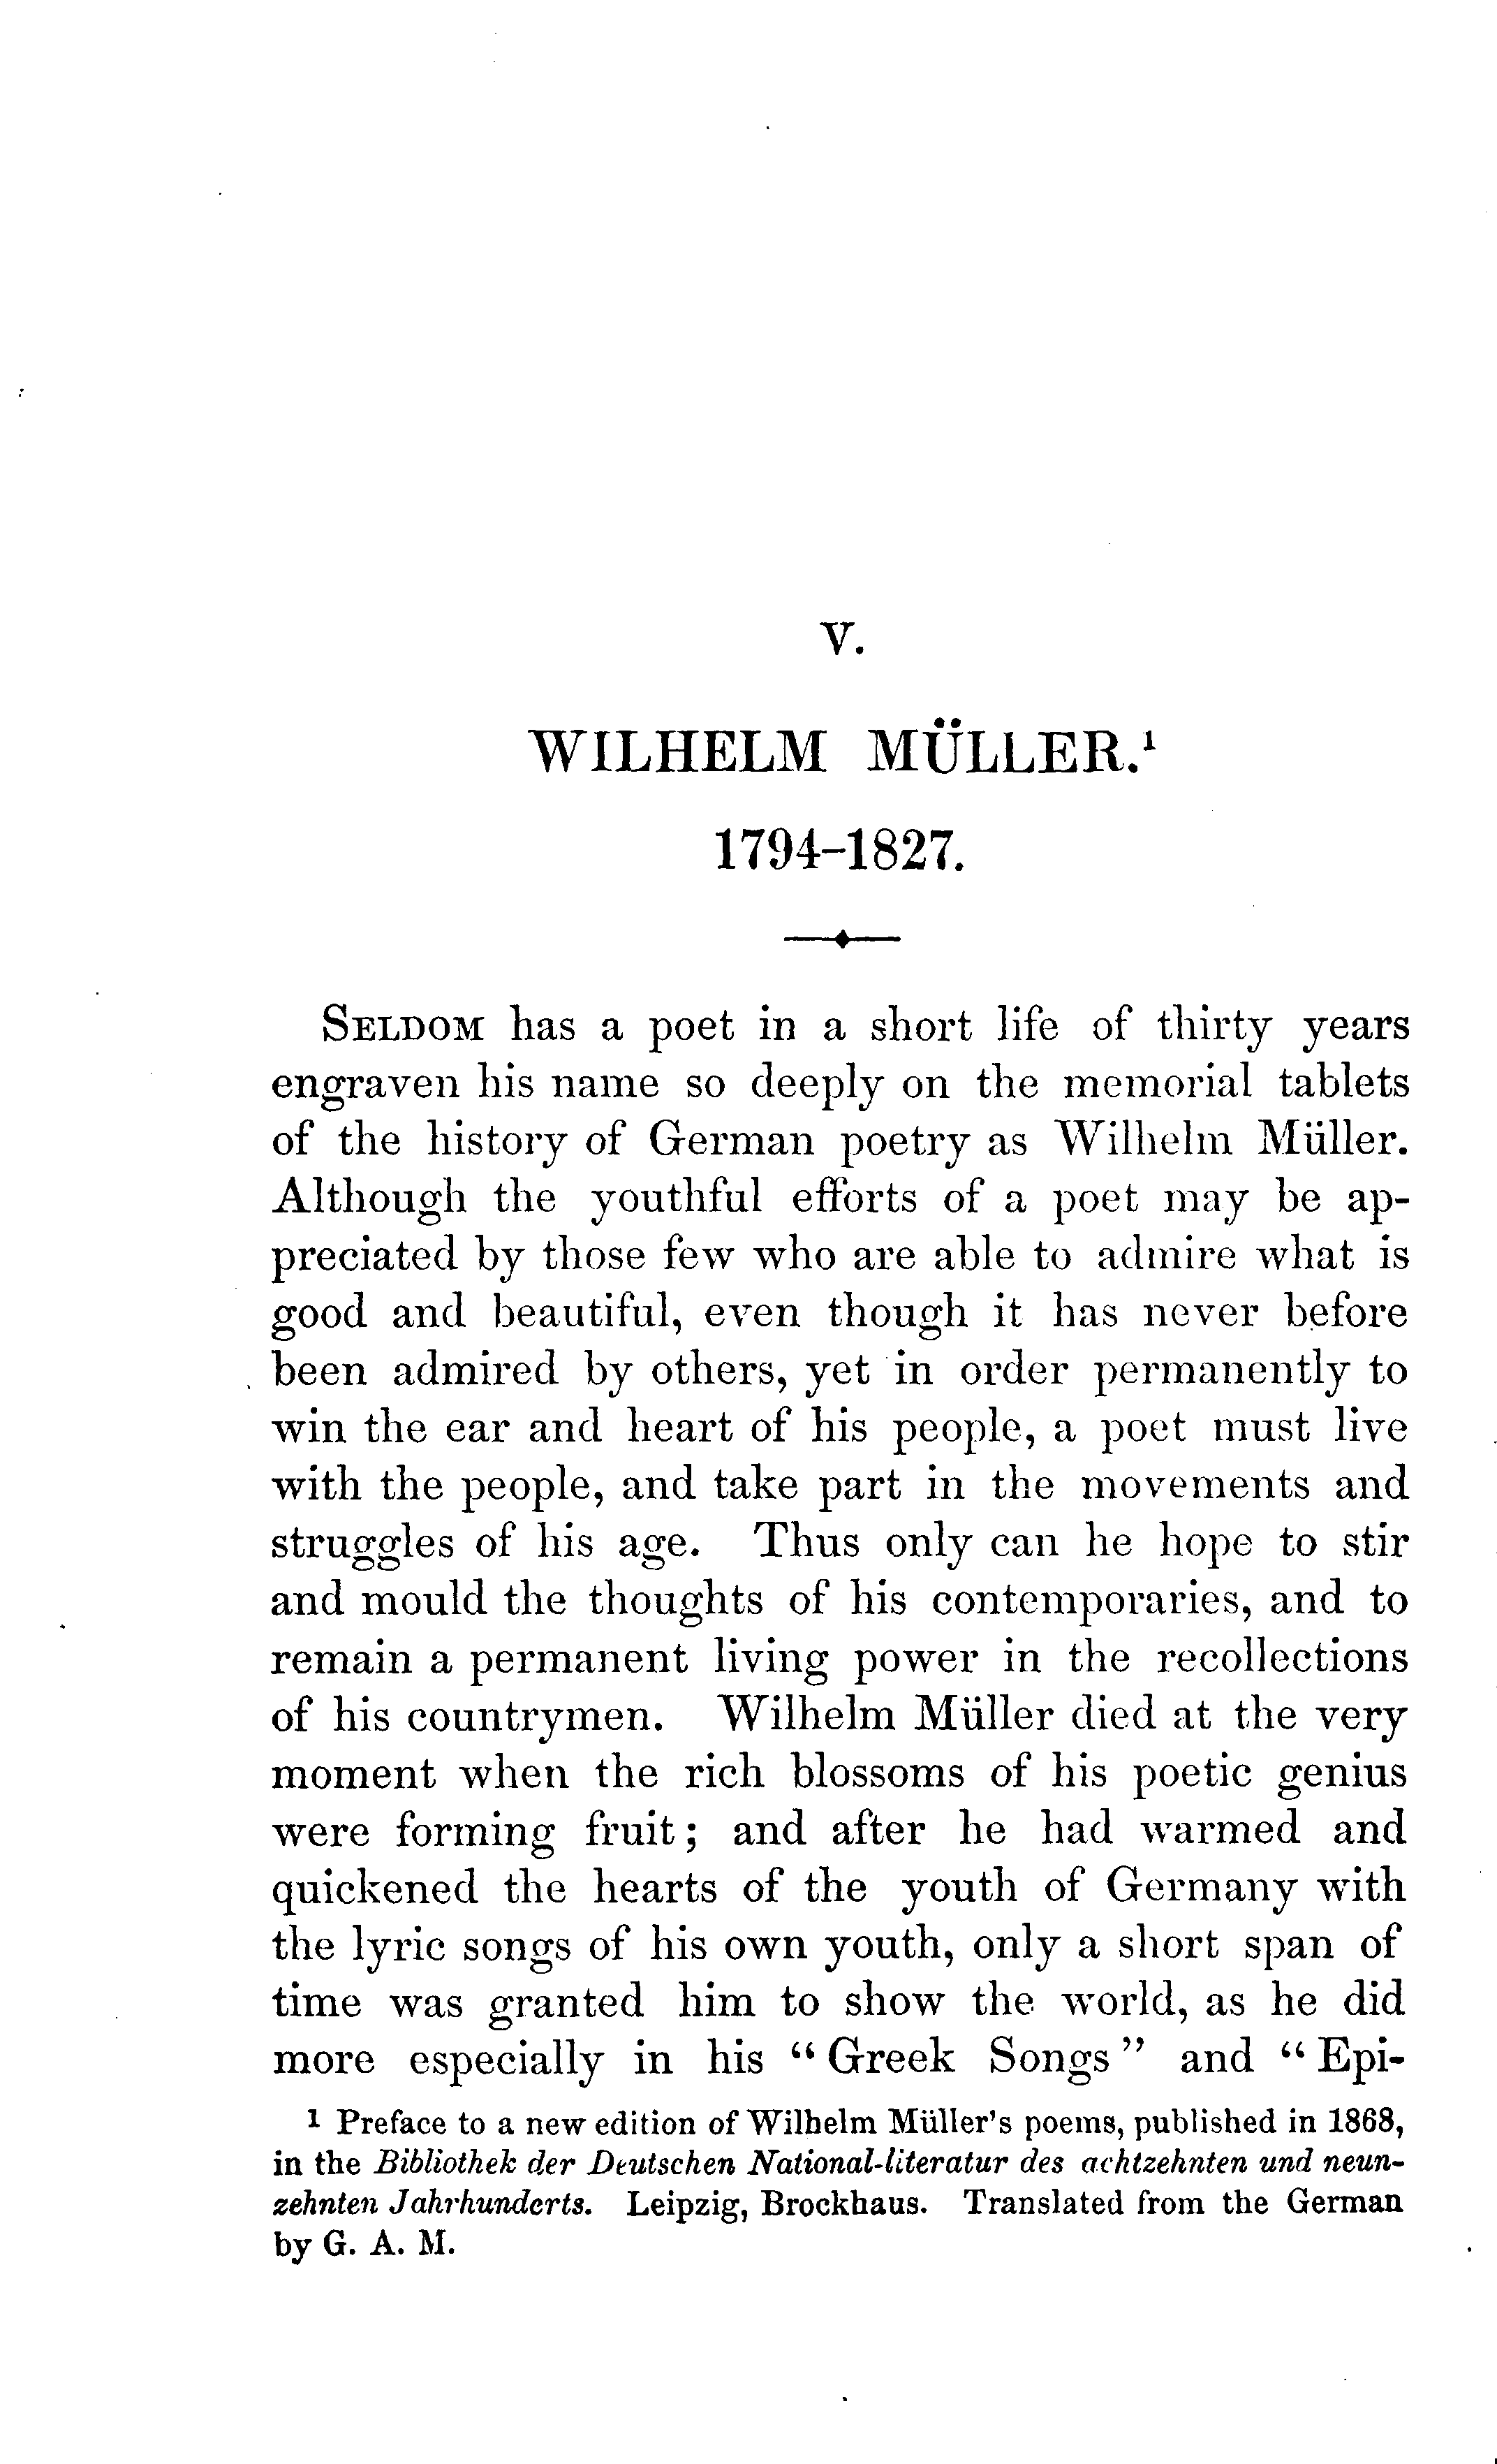 V.
WILHELM MÜLLER.¹
1794–1827.
SELDOM has a poet in a short life of thirty years
engraven his name so deeply on the memorial tablets
of the history of German poetry as Wilhelm Müller.
Although the youthful efforts of a poet may be ap-
preciated by those few who are able to admire what is
good and beautiful, even though it has never before
been admired by others, yet in order permanently to
win the ear and heart of his people, a poet must live
with the people, and take part in the movements and
struggles of his age. Thus only can he hope to stir
and mould the thoughts of his contemporaries, and to
remain a permanent living power in the recollections
of his countrymen. Wilhelm Müller died at the very
moment when the rich blossoms of his poetic genius
were forming fruit; and after he had warmed and
quickened the hearts of the youth of Germany with
the lyric songs of his own youth, only a short span of
time was granted him to show the world, as he did
more especially in his “Greek Songs” and “Epi-
¹ Preface to a new edition of Wilhelm Müller's poems, published in 1868,
in the Bibliothek der Deutschen National-literatur des achtzehnten und neun-
zehnten Jahrhunderts. Leipzig, Brockhaus. Translated from the German
by G. A. M.